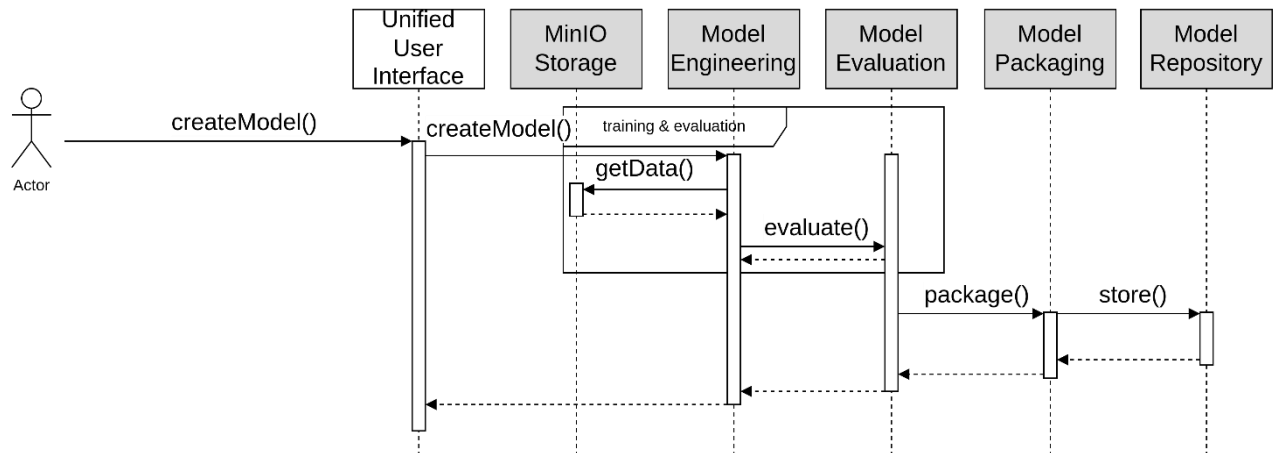 Unified
User
Interface
MinIO
Storage
Model
Engineering
Model
Evaluation
Model
Packaging
Model
Repository
createModel()
createModel()
training & evaluation
getData()
evaluate()
package()
store()
Actor